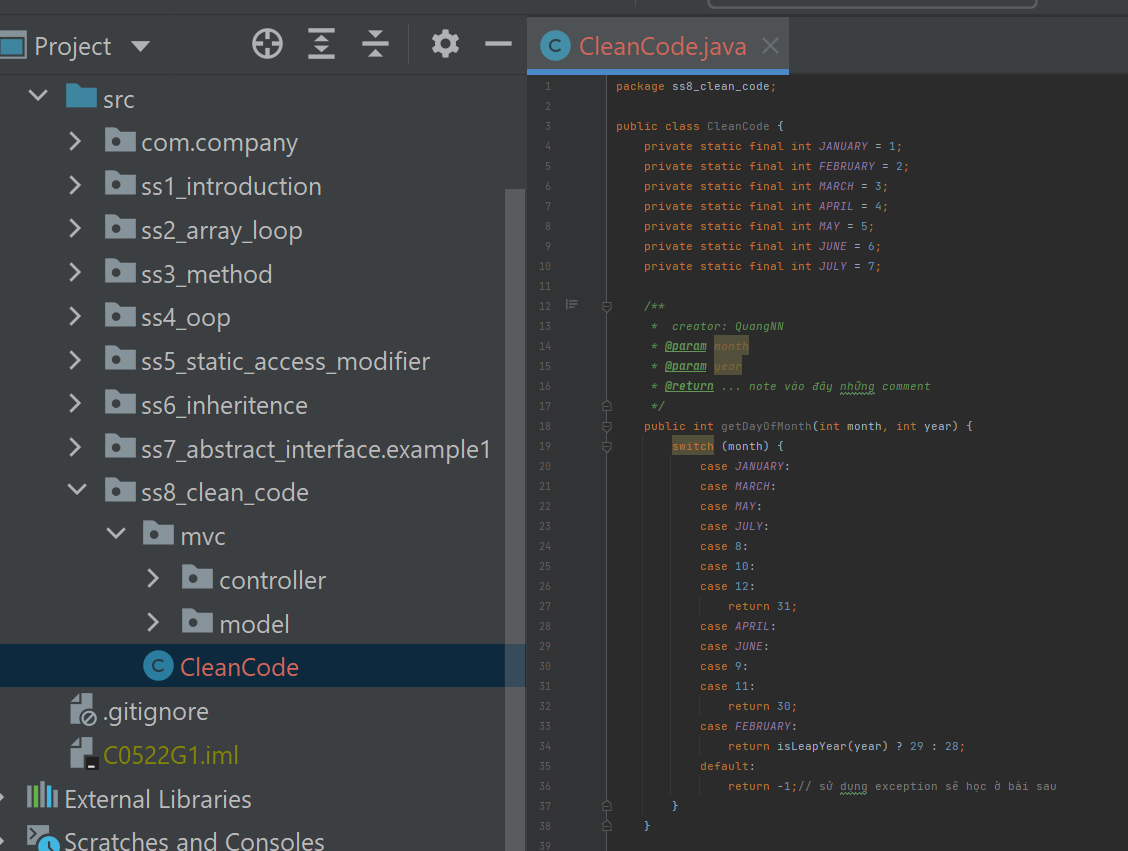 Project
src
com.company
ss1_introduction
ss2_array_loop
ss3_method
ss4_oop
ss5_static_access_modifier
ss6_inheritence
ss7_abstract_interface.example1
ss8_clean_code
mvc
controller
model
C CleanCode
.gitignore
C0522G1.iml
External Libraries
Scratches and Consoles
C CleanCode.java
1 package ss8_clean_code;
2
3 public class CleanCode {
4 private static final int JANUARY = 1;
5 private static final int FEBRUARY = 2;
6 private static final int MARCH = 3;
7 private static final int APRIL = 4;
8 private static final int MAY = 5;
9 private static final int JUNE = 6;
10 private static final int JULY = 7;
11
12 /**
13 * creator: QuangNN
14 * @param month
15 * @param year
16 * @return ... note vào đây những comment
17 */
18 public int getDayOfMonth(int month, int year) {
19 switch (month) {
20 case JANUARY:
21 case MARCH:
22 case MAY:
23 case JULY:
24 case 8:
25 case 10:
26 case 12:
27 return 31;
28 case APRIL:
29 case JUNE:
30 case 9:
31 case 11:
32 return 30;
33 case FEBRUARY:
34 return isLeapYear(year) ? 29 : 28;
35 default:
36 return -1;// sử dụng exception sẽ học ở bài sau
37 }
38 }
39